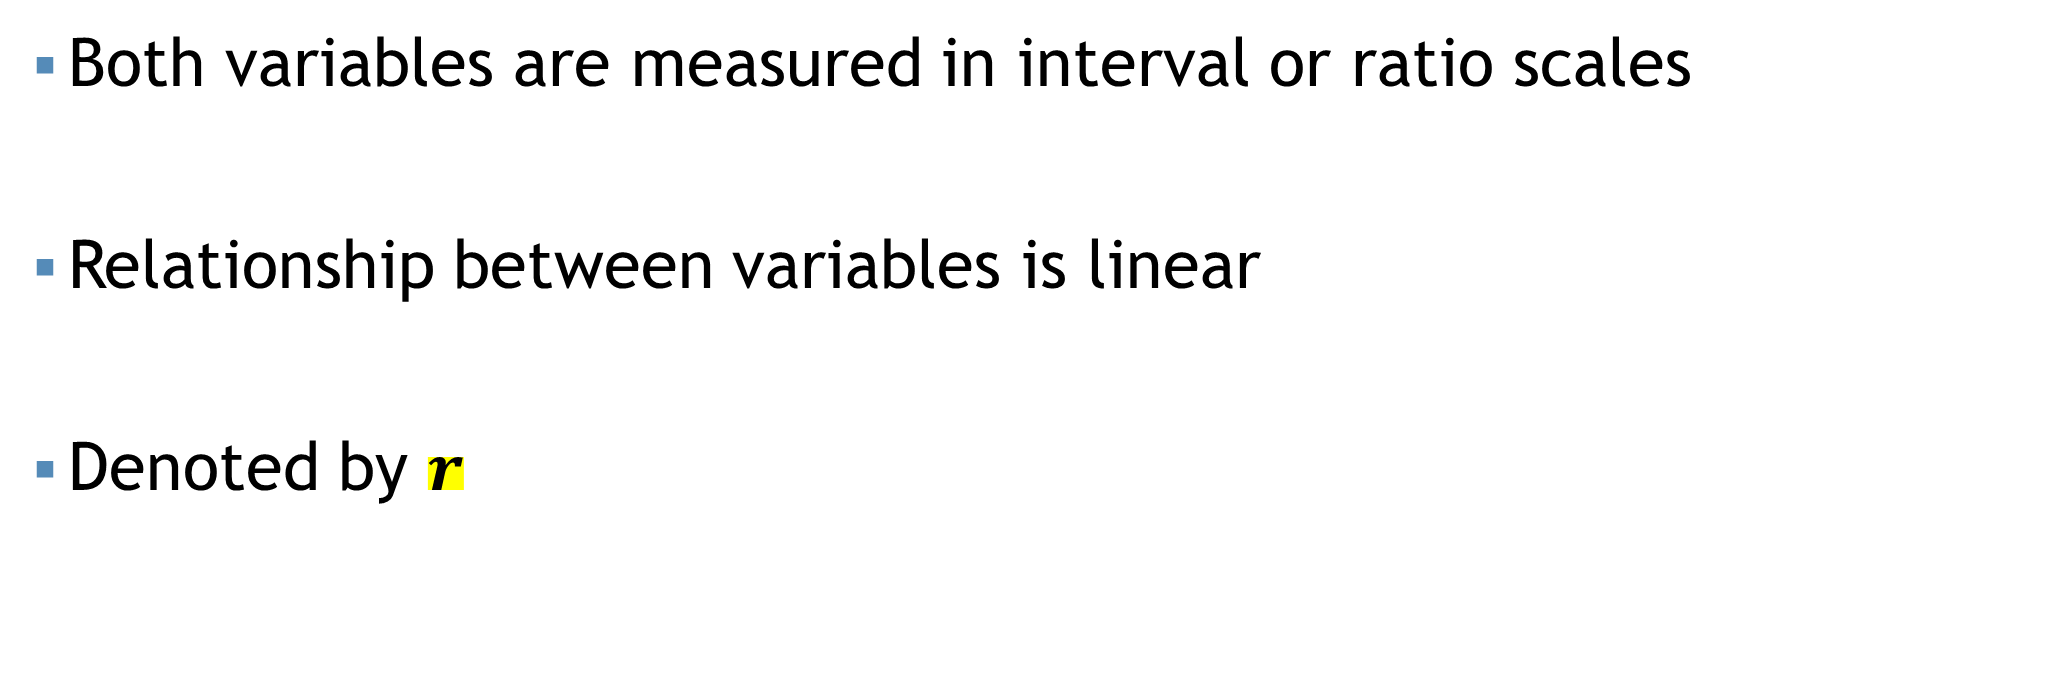 ▪ Both variables are measured in interval or ratio scales
▪ Relationship between variables is linear
▪ Denoted by r